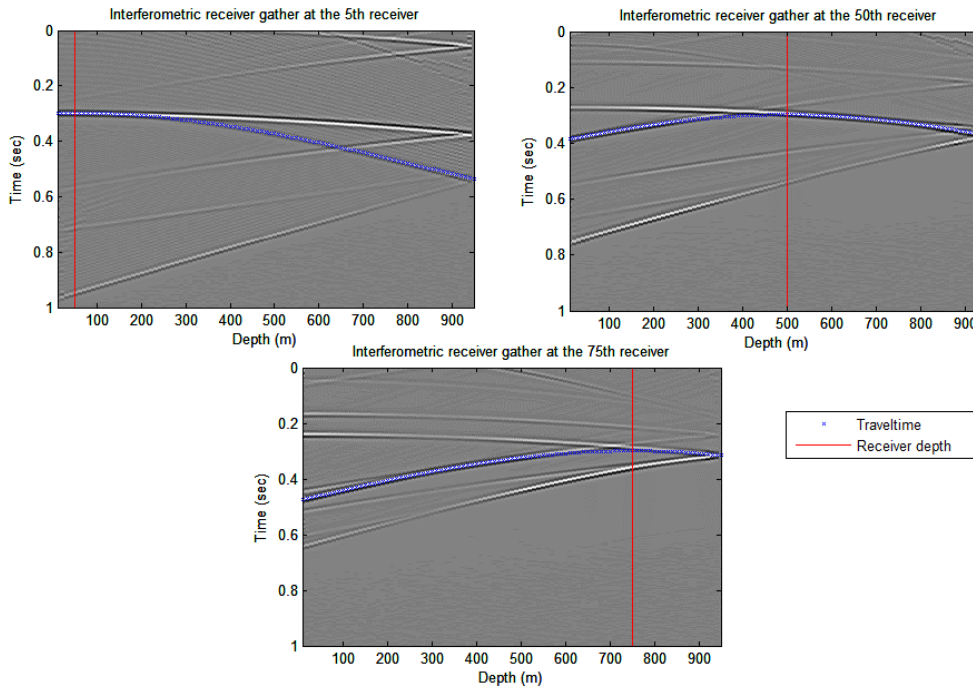 Interferometric receiver gather at the 5th receiver
0
0.2
0.4
0.6
0.8
1
Time (sec)
100 200 300 400 500 600 700 800 900
Depth (m)
Interferometric receiver gather at the 50th receiver
0
0.2
0.4
0.6
0.8
1
Time (sec)
100 200 300 400 500 600 700 800 900
Depth (m)
Interferometric receiver gather at the 75th receiver
0
0.2
0.4
0.6
0.8
1
Time (sec)
100 200 300 400 500 600 700 800 900
Depth (m)
Traveltime
Receiver depth